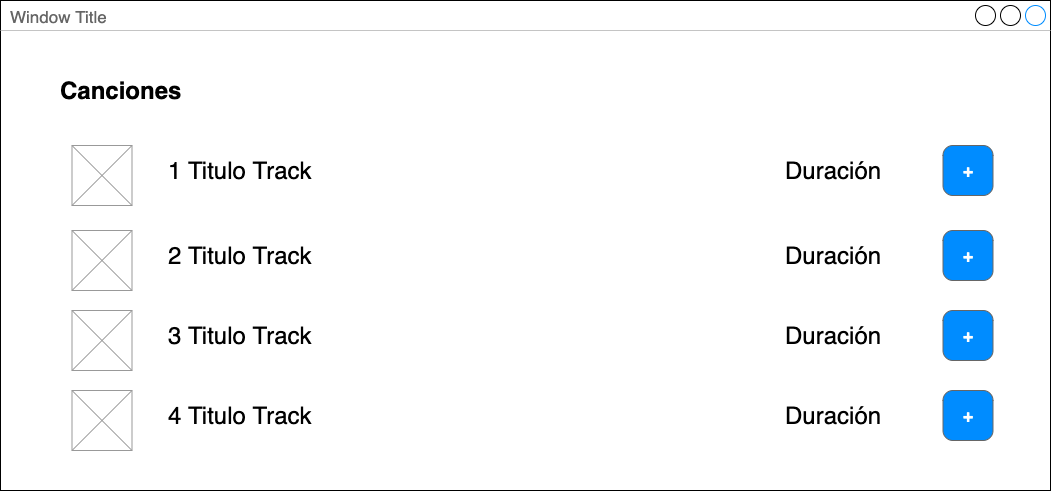 Window Title
Canciones
1 Titulo Track Duración +
2 Titulo Track Duración +
3 Titulo Track Duración +
4 Titulo Track Duración +